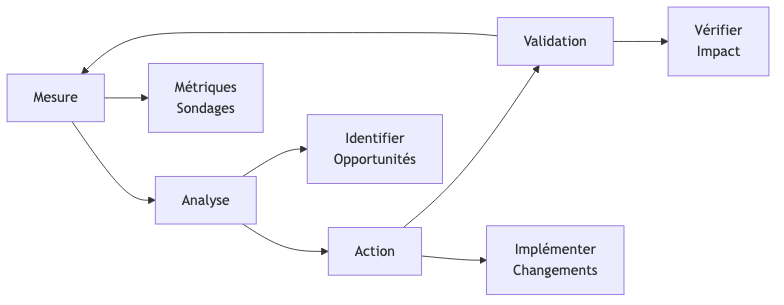 Mesure
Métriques
Sondages
Analyse
Identifier
Opportunités
Action
Implémenter
Changements
Validation
Vérifier
Impact